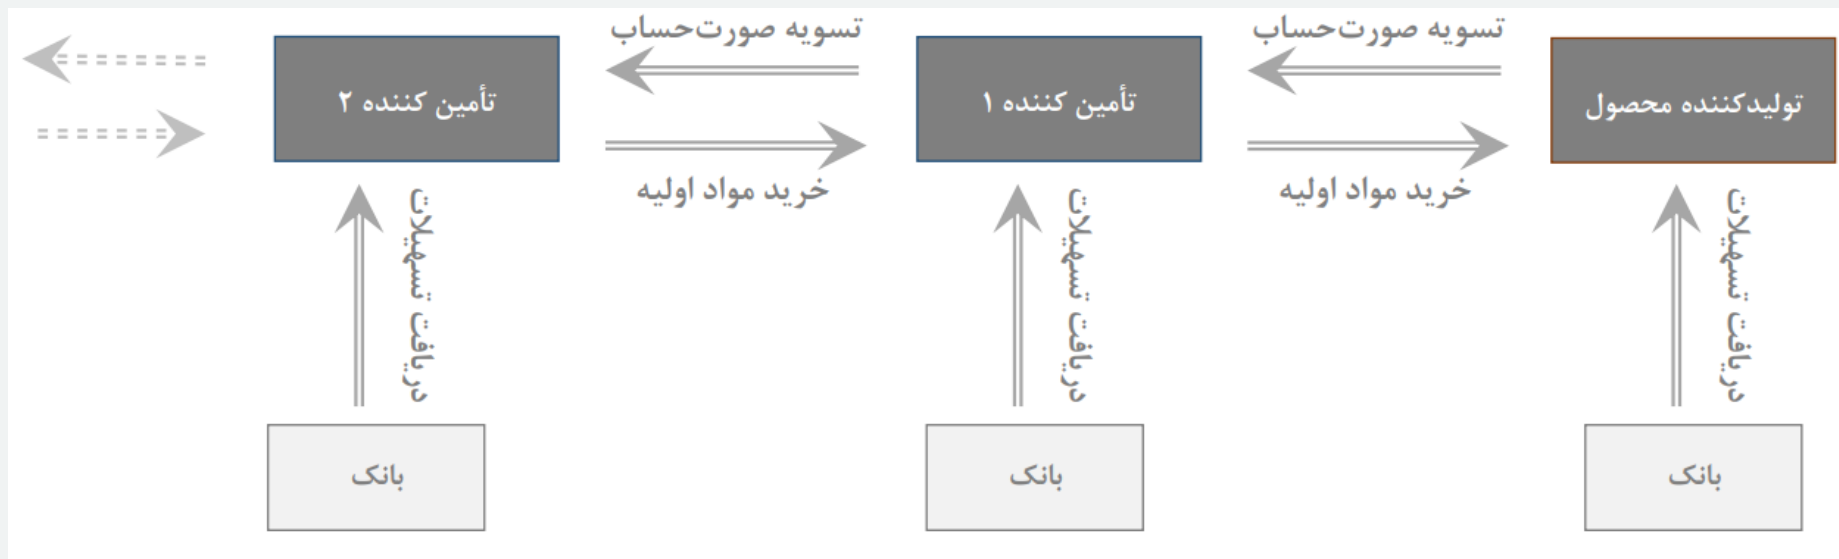 تسویه صورت‌حساب
تسویه صورت‌حساب
تولیدکننده محصول
تأمین کننده ۱
تأمین کننده ۲
خرید مواد اولیه
خرید مواد اولیه
دریافت تسهیلات
دریافت تسهیلات
دریافت تسهیلات
بانک
بانک
بانک